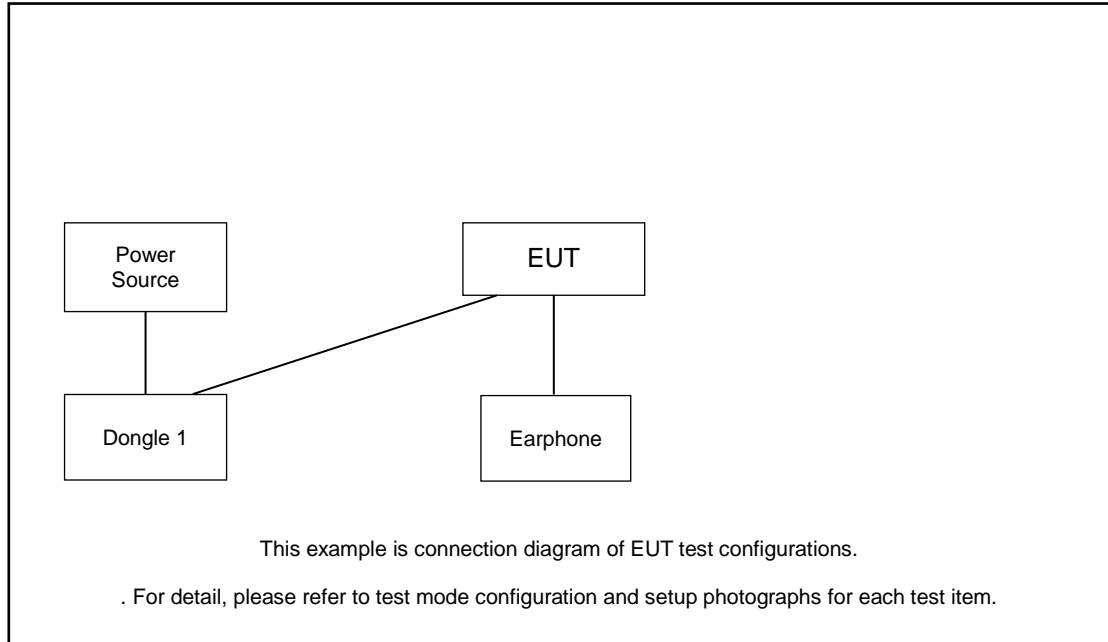 Power
Source
EUT
Dongle 1
Earphone
This example is connection diagram of EUT test configurations.
. For detail, please refer to test mode configuration and setup photographs for each test item.